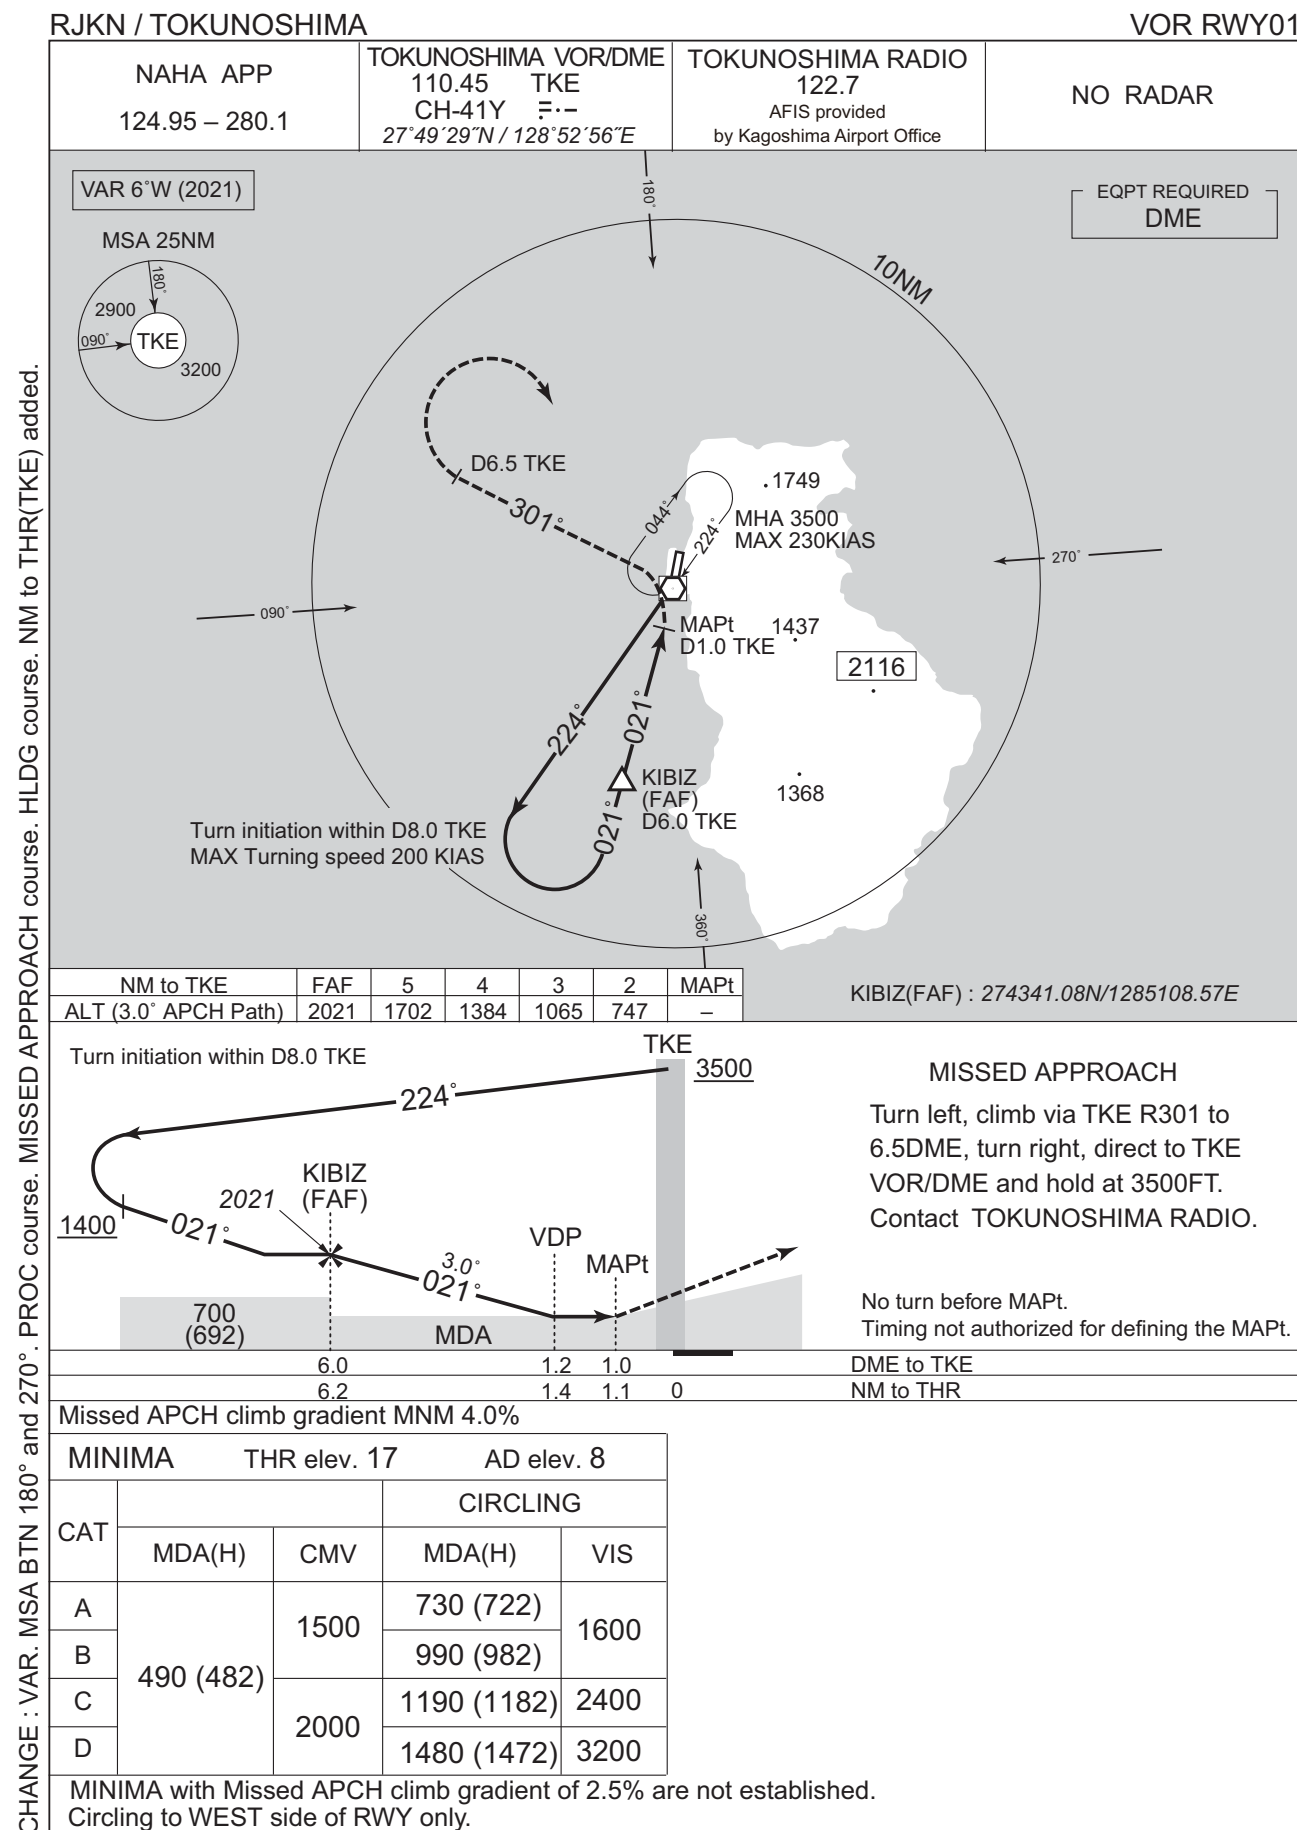 RJKN / TOKUNOSHIMA
VOR RWY01
NAHA APP
124.95 – 280.1
TOKUNOSHIMA VOR/DME
110.45 TKE
CH-41Y
27°49´29˝N / 128°52´56˝E
TOKUNOSHIMA RADIO
122.7
AFIS provided
by Kagoshima Airport Office
NO RADAR
VAR 6˚W (2021)
MSA 25NM
180˚
2900
090˚
TKE
3200
180˚
EQPT REQUIRED
DME
10NM
D6.5 TKE
301˚
044˚
224˚
1749
MHA 3500
MAX 230KIAS
270˚
090˚
MAPt
D1.0 TKE
1437
2116
224˚
021˚
KIBIZ
(FAF)
D6.0 TKE
1368
021˚
Turn initiation within D8.0 TKE
MAX Turning speed 200 KIAS
360˚
NM to TKE FAF 5 4 3 2 MAPt
ALT (3.0˚ APCH Path) 2021 1702 1384 1065 747 –
KIBIZ(FAF) : 274341.08N/1285108.57E
Turn initiation within D8.0 TKE
TKE
3500
224˚
KIBIZ
(FAF)
2021
1400
021˚
3.0˚
021˚
VDP
MAPt
700
(692)
MDA
MISSED APPROACH
Turn left, climb via TKE R301 to
6.5DME, turn right, direct to TKE
VOR/DME and hold at 3500FT.
Contact TOKUNOSHIMA RADIO.
No turn before MAPt.
Timing not authorized for defining the MAPt.
6.0 1.2 1.0 DME to TKE
6.2 1.4 1.1 0 NM to THR
Missed APCH climb gradient MNM 4.0%
MINIMA THR elev. 17 AD elev. 8
CAT
CIRCLING
MDA(H) CMV MDA(H) VIS
A 490 (482) 1500 730 (722) 1600
B 990 (982)
C 2000 1190 (1182) 2400
D 1480 (1472) 3200
MINIMA with Missed APCH climb gradient of 2.5% are not established.
Circling to WEST side of RWY only.
CHANGE : VAR. MSA BTN 180° and 270°. PROC course. MISSED APPROACH course. HLDG course. NM to THR(TKE) added.